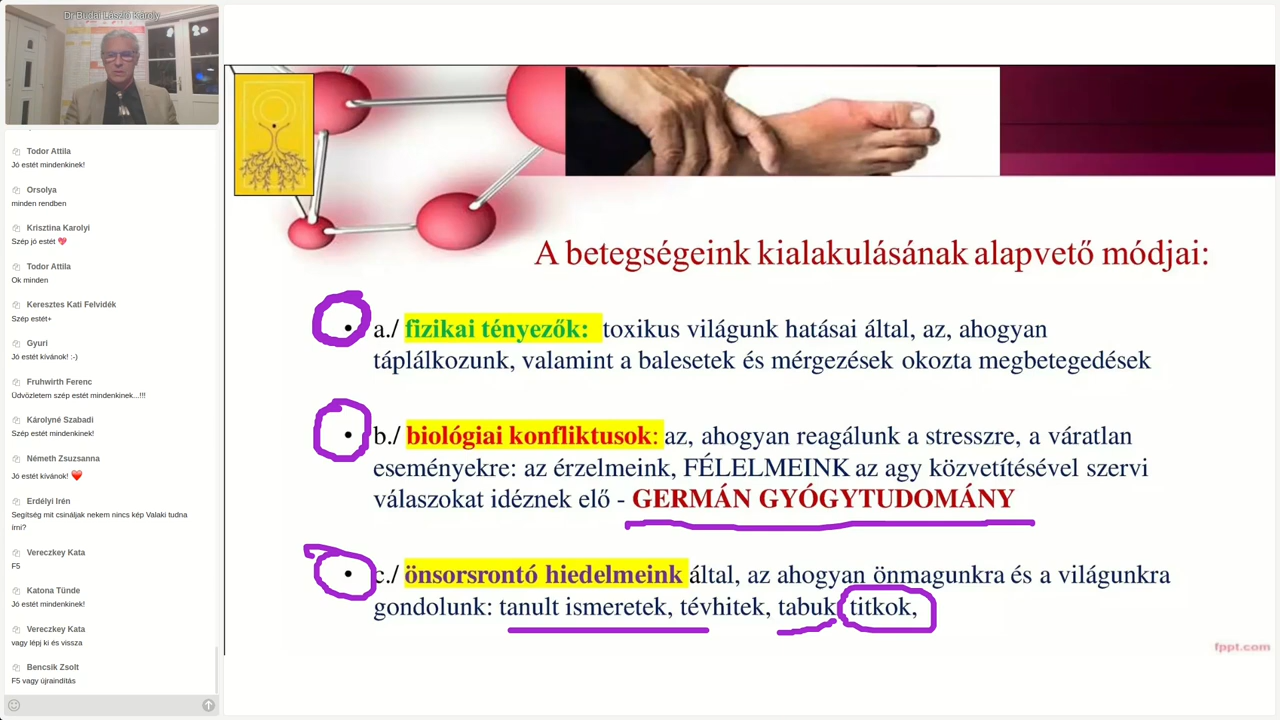 Dr Budai László Károly
Todor Attila
Jó estét mindenkinek!
Orsolya
minden rendben
Krisztina Karolyi
Szép jó estét 💖
Todor Attila
Ok minden
Keresztes Kati Felvidék
Szép estét+
Gyuri
Jó estét kívánok! :-)
Fruhwirth Ferenc
Üdvözletem szép estét mindenkinek...!!!
Károlyné Szabadi
Szép estét mindenkinek!
Németh Zsuzsanna
Jó estét kívánok! ❤️
Erdélyi Irén
Segítség mit csináljak nekem nincs kép Valaki tudna
írni?
Vereczkey Kata
F5
Katona Tünde
Jó estét mindenkinek!
Vereczkey Kata
vagy lépj ki és vissza
Bencsik Zsolt
F5 vagy újraindítás
A betegségeink kialakulásának alapvető módjai:
• a./ fizikai tényezők: toxikus világunk hatásai által, az, ahogyan
táplálkozunk, valamint a balesetek és mérgezések okozta megbetegedések
• b./ biológiai konfliktusok: az, ahogyan reagálunk a stresszre, a váratlan
eseményekre: az érzelmeink, FÉLELMEINK az agy közvetítésével szervi
válaszokat idéznek elő - GERMÁN GYÓGYTUDOMÁNY
• c./ önsorsrontó hiedelmeink által, az ahogyan önmagunkra és a világunkra
gondolunk: tanult ismeretek, tévhitek, tabuk titkok,
fppt.com